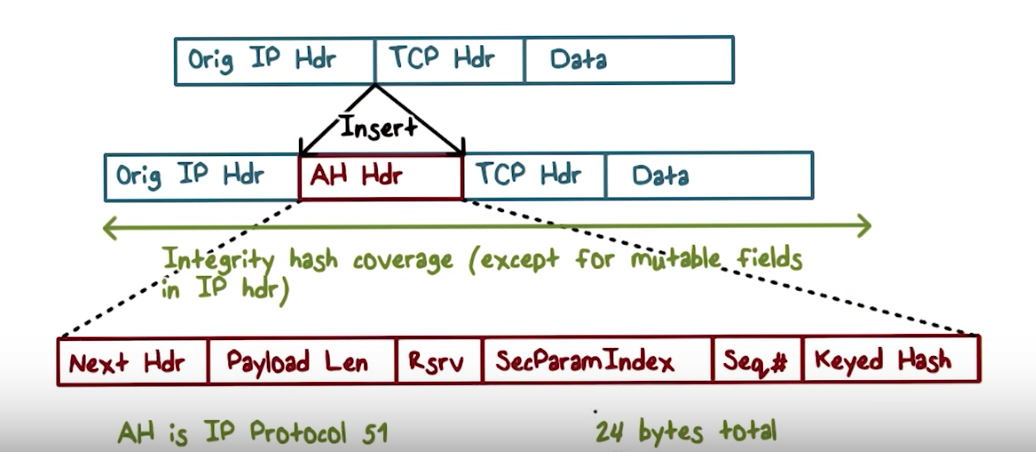 Orig IP Hdr TCP Hdr Data
Insert
Orig IP Hdr AH Hdr TCP Hdr Data
Integrity hash coverage (except for mutable fields
in IP hdr)
Next Hdr Payload Len Rsrv SecParamIndex Seq# Keyed Hash
AH is IP Protocol 51 24 bytes total